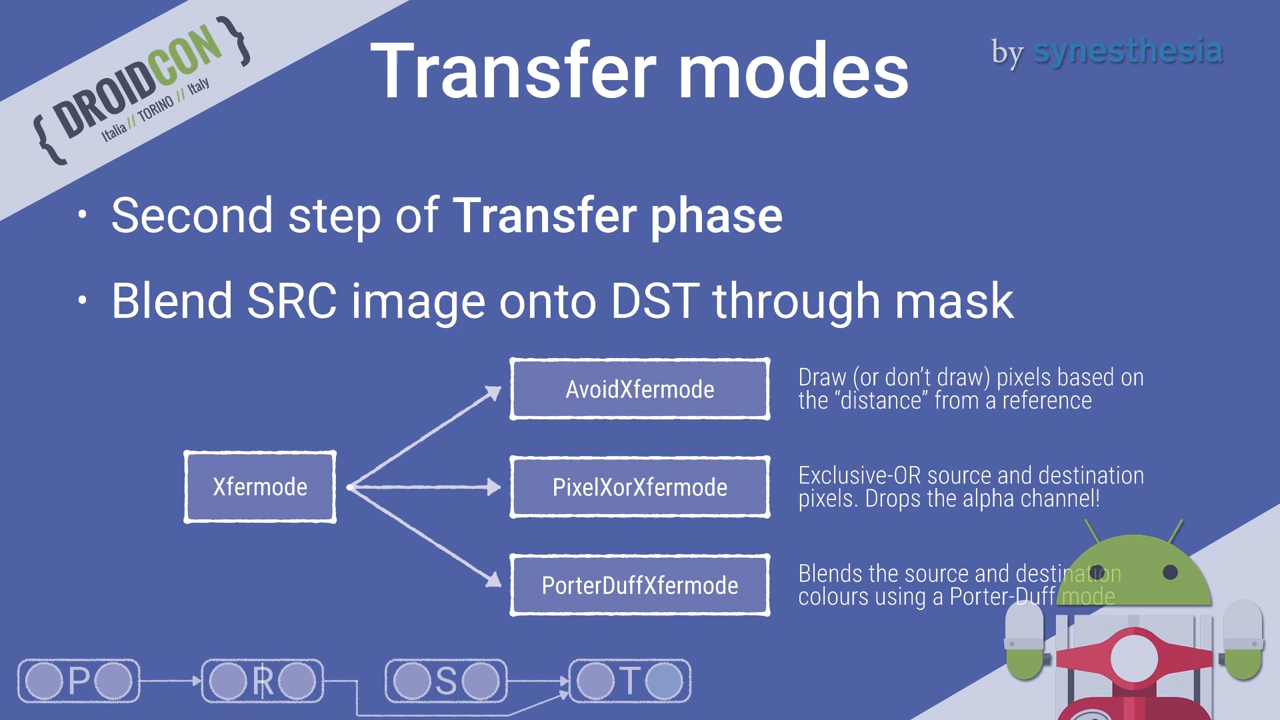 { DROIDCON }
Italia // TORINO // Italy
Transfer modes
by synesthesia
• Second step of Transfer phase
• Blend SRC image onto DST through mask
Xfermode
AvoidXfermode
Draw (or don’t draw) pixels based on
the “distance” from a reference
PixelXorXfermode
Exclusive-OR source and destination
pixels. Drops the alpha channel!
PorterDuffXfermode
Blends the source and destination
colours using a Porter-Duff mode
P
R
S
T